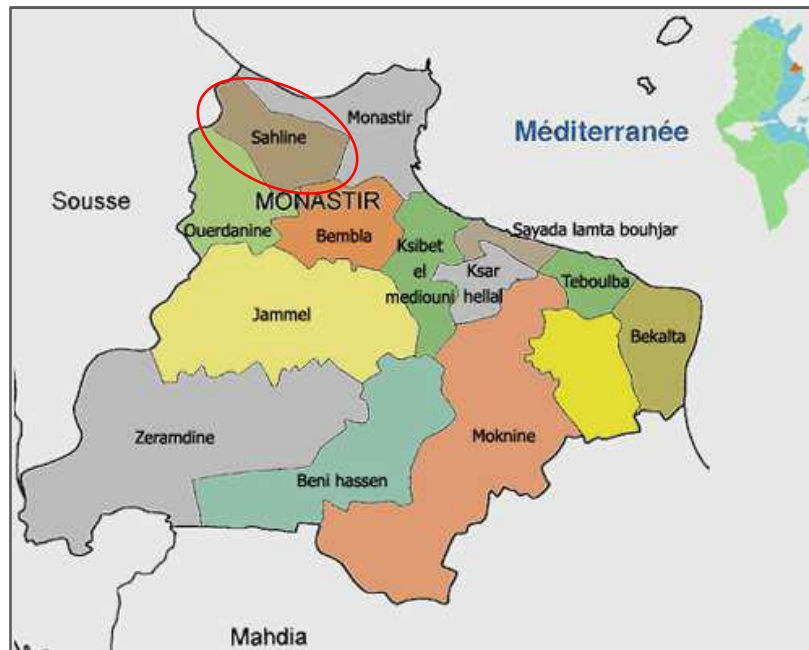 Monastir
Sahline
Méditerranée
Sousse
MONASTIR
Ouerdanine
Bembla
Ksibet
el
mediouni
Sayada lamta bouhjar
Ksar
hellal
Teboulba
Jammel
Bekalta
Zeramdine
Moknine
Beni hassen
Mahdia